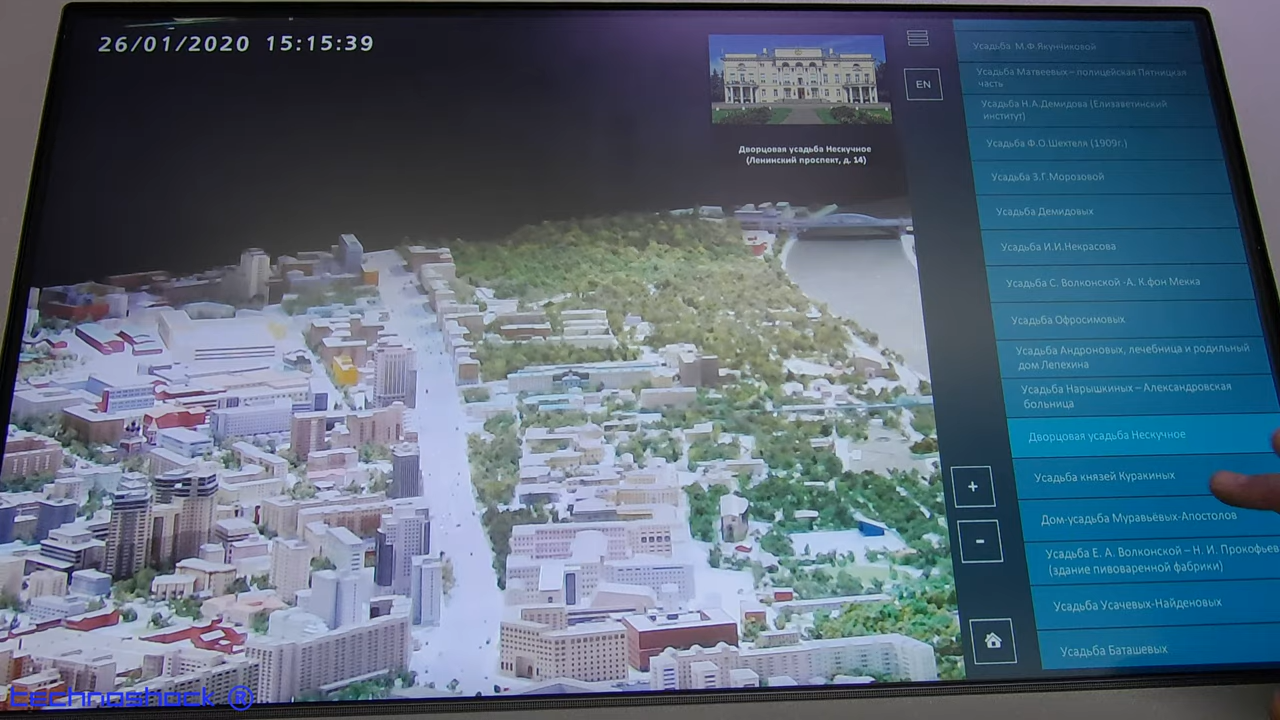 26/01/2020 15:15:39
Дворцовая усадьба Нескучное
(Ленинский проспект, д. 14)
EN
Усадьба М.Ф.Якунчиковой
Усадьба Матвеевых – полицейская Пятницкая
часть
Усадьба Н.А.Демидова (Елизаветинский
институт)
Усадьба Ф.О.Шехтеля (1909г.)
Усадьба З.Г.Морозовой
Усадьба Демидовых
Усадьба И.И.Некрасова
Усадьба С. Волконской -А. К.фон Мекка
Усадьба Офросимовых
Усадьба Андроновых, лечебница и родильный
дом Лепехина
Усадьба Нарышкиных – Александровская
больница
Дворцовая усадьба Нескучное
Усадьба князей Куракиных
Дом-усадьба Муравьёвых-Апостолов
Усадьба Е. А. Волконской – Н. И. Прокофьев
(здание пивоваренной фабрики)
Усадьба Усачевых-Найденовых
Усадьба Баташевых
+
-
technoshock ®